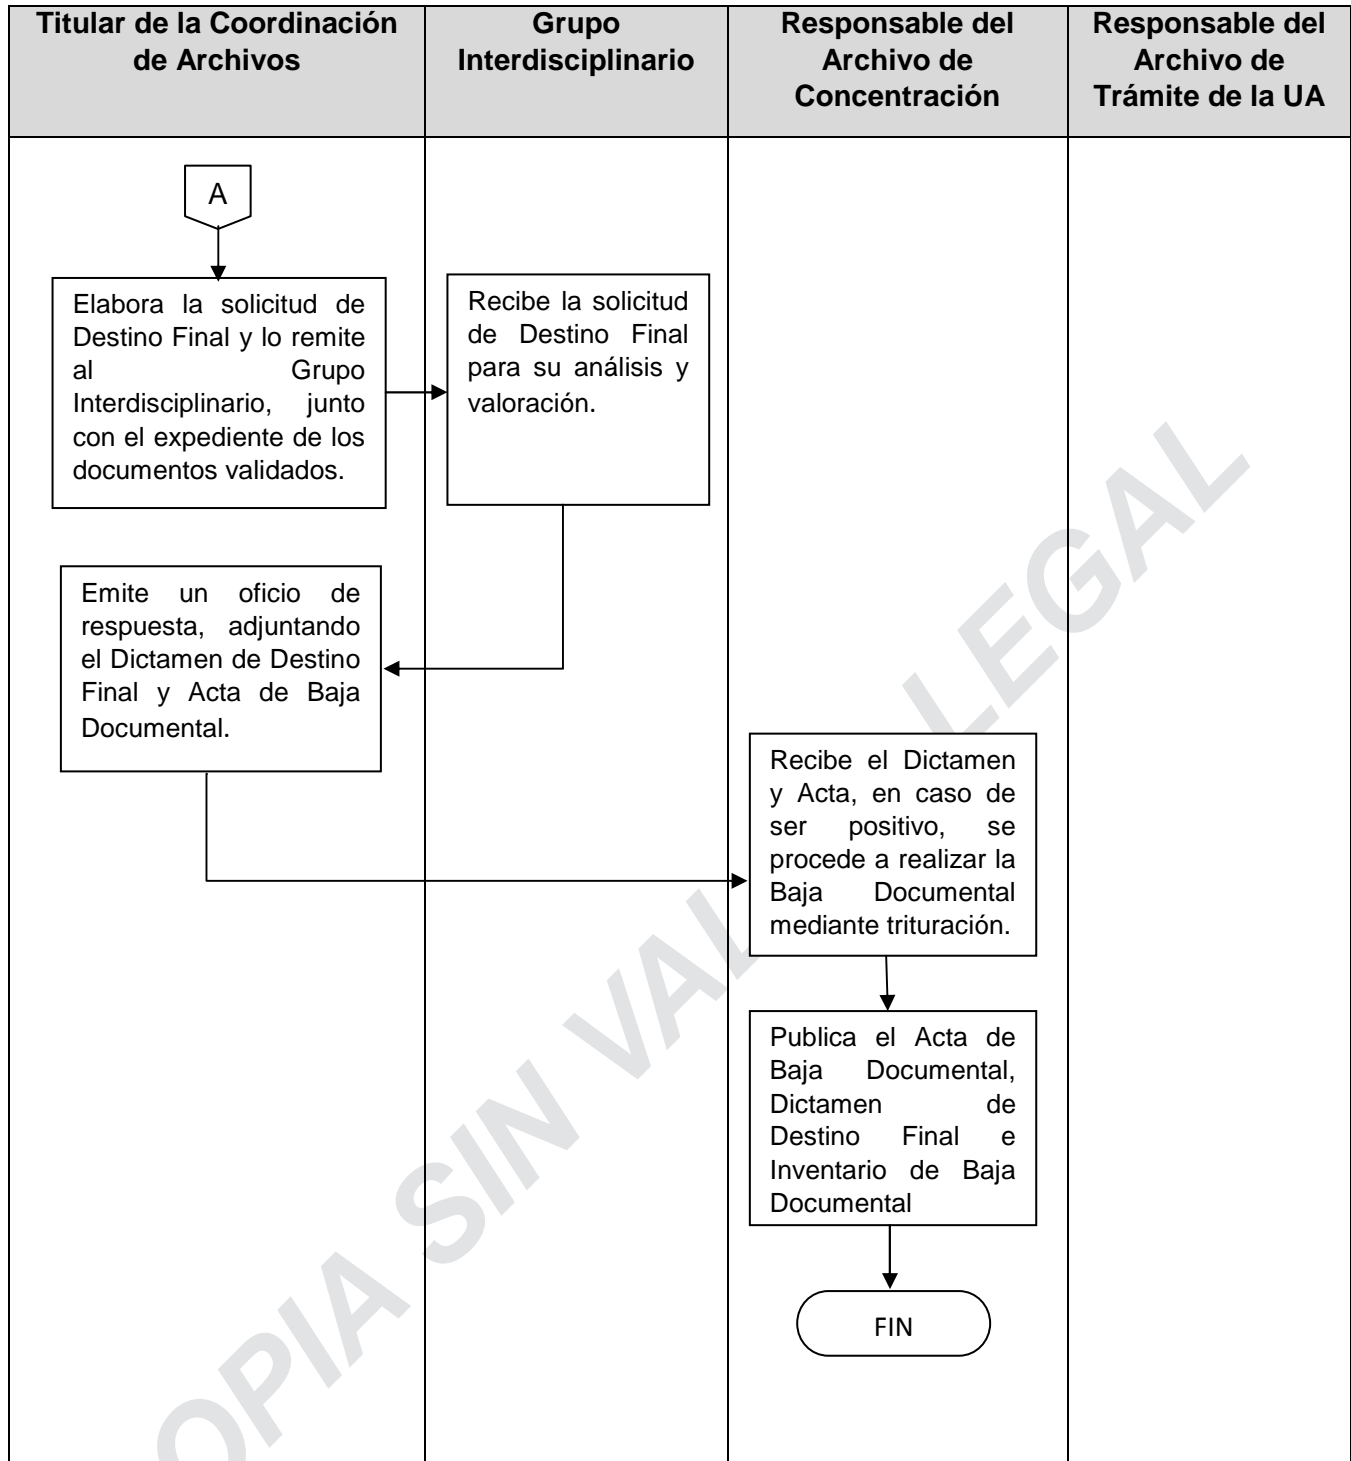 Titular de la Coordinación
de Archivos
Grupo
Interdisciplinario
Responsable del
Archivo de
Concentración
Responsable del
Archivo de
Trámite de la UA
A
Elabora la solicitud de
Destino Final y lo remite
al Grupo
Interdisciplinario, junto
con el expediente de los
documentos validados.
Recibe la solicitud
de Destino Final
para su análisis y
valoración.
Emite un oficio de
respuesta, adjuntando
el Dictamen de Destino
Final y Acta de Baja
Documental.
Recibe el Dictamen
y Acta, en caso de
ser positivo, se
procede a realizar la
Baja Documental
mediante trituración.
Publica el Acta de
Baja Documental,
Dictamen de
Destino Final e
Inventario de Baja
Documental
FIN
OPIA SIN VAL LEGAL